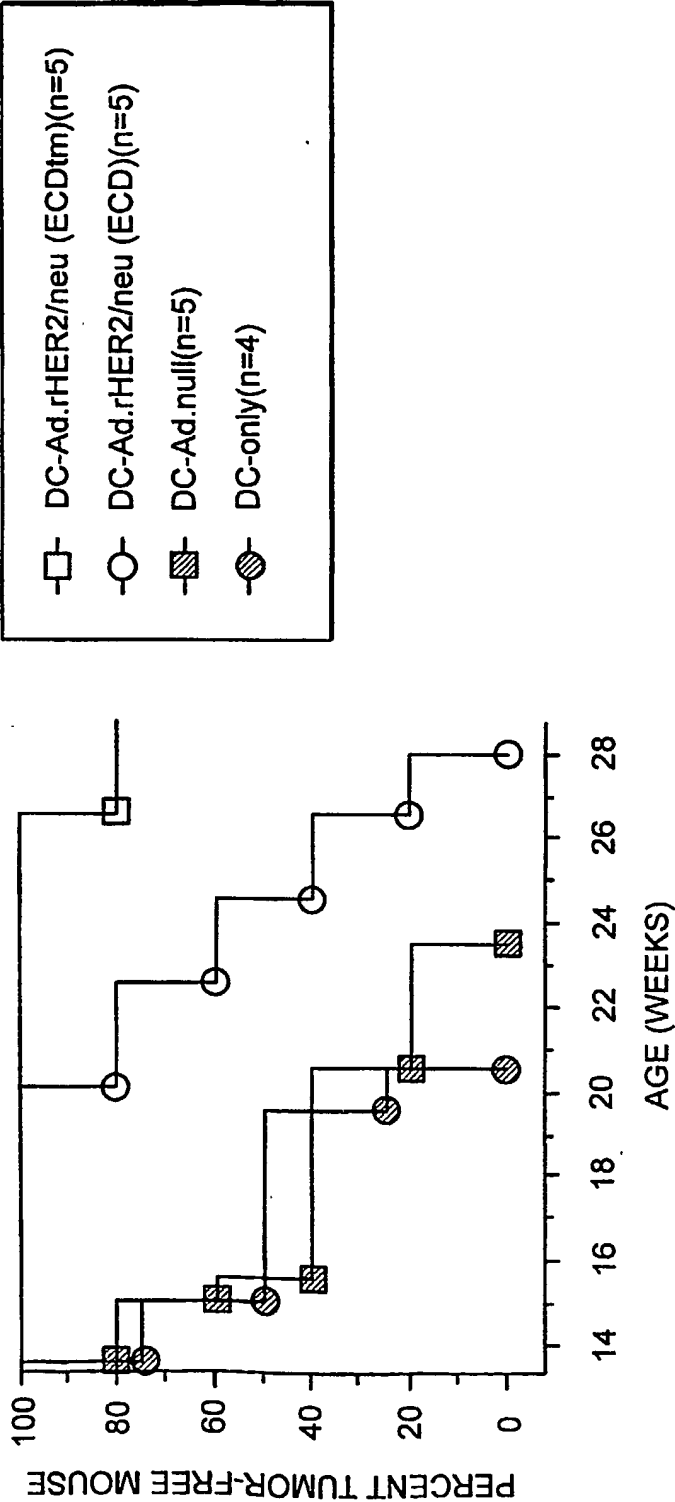 PERCENT TUMOR-FREE MOUSE
100
80
60
40
20
0
14
16
18
20
22
24
26
28
AGE (WEEKS)
DC-Ad.rHER2/neu (ECDtm)(n=5)
DC-Ad.rHER2/neu (ECD)(n=5)
DC-Ad.null(n=5)
DC-only(n=4)